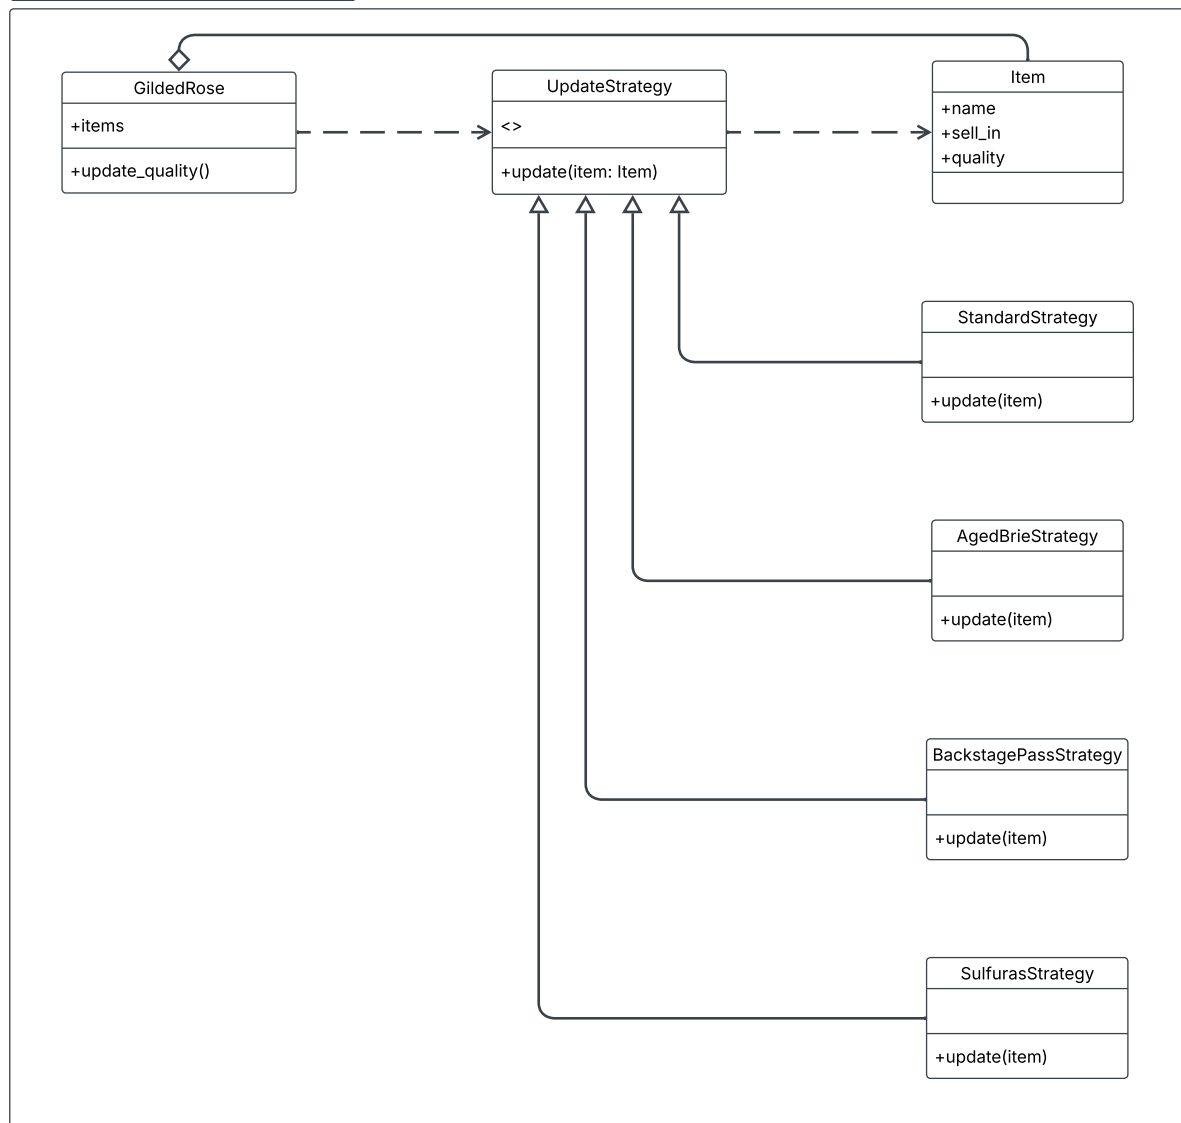 GildedRose
+items
+update_quality()
UpdateStrategy
<>
+update(item: Item)
Item
+name
+sell_in
+quality
StandardStrategy
+update(item)
AgedBrieStrategy
+update(item)
BackstagePassStrategy
+update(item)
SulfurasStrategy
+update(item)